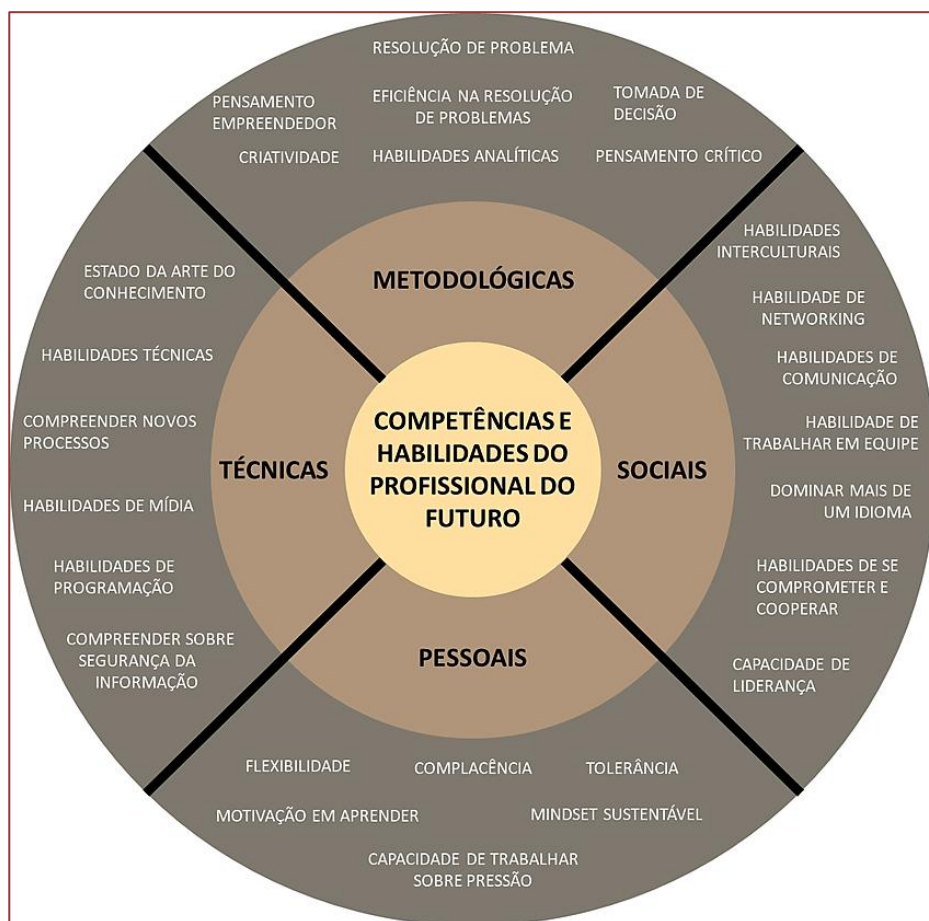 RESOLUÇÃO DE PROBLEMA
PENSAMENTO
EMPREENDEDOR
EFICIÊNCIA NA RESOLUÇÃO
DE PROBLEMAS
TOMADA DE
DECISÃO
CRIATIVIDADE
HABILIDADES ANALÍTICAS
PENSAMENTO CRÍTICO
METODOLÓGICAS
HABILIDADES
INTERCULTURAIS
HABILIDADE DE
NETWORKING
HABILIDADES DE
COMUNICAÇÃO
HABILIDADE DE
TRABALHAR EM EQUIPE
DOMINAR MAIS DE
UM IDIOMA
HABILIDADES DE SE
COMPROMETER E
COOPERAR
CAPACIDADE DE
LIDERANÇA
SOCIAIS
COMPETÊNCIAS E
HABILIDADES DO
PROFISSIONAL DO
FUTURO
TÉCNICAS
ESTADO DA ARTE DO
CONHECIMENTO
HABILIDADES TÉCNICAS
COMPREENDER NOVOS
PROCESSOS
HABILIDADES DE MÍDIA
HABILIDADES DE
PROGRAMAÇÃO
COMPREENDER SOBRE
SEGURANÇA DA
INFORMAÇÃO
PESSOAIS
FLEXIBILIDADE
COMPLACÊNCIA
TOLERÂNCIA
MOTIVAÇÃO EM APRENDER
MINDSET SUSTENTÁVEL
CAPACIDADE DE TRABALHAR
SOBRE PRESSÃO